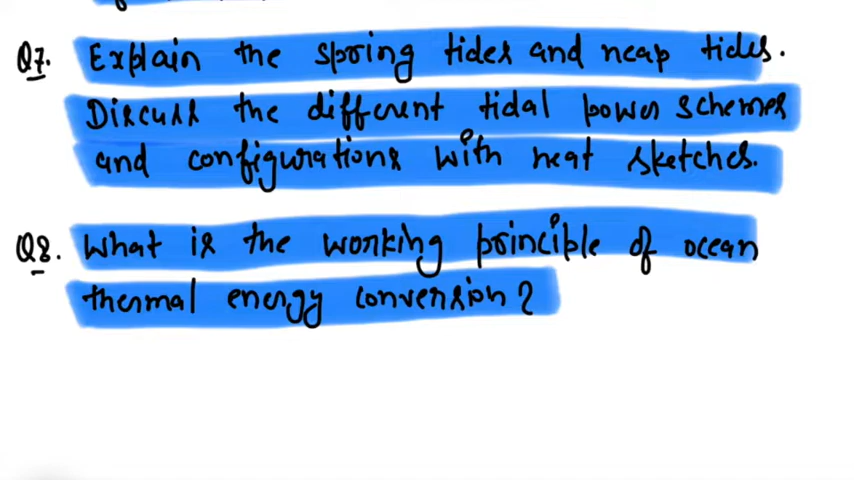 Q7. Explain the spring tides and neap tides.
Discuss the different tidal power schemes
and configurations with neat sketches.
Q8. What is the working principle of ocean
thermal energy conversion?